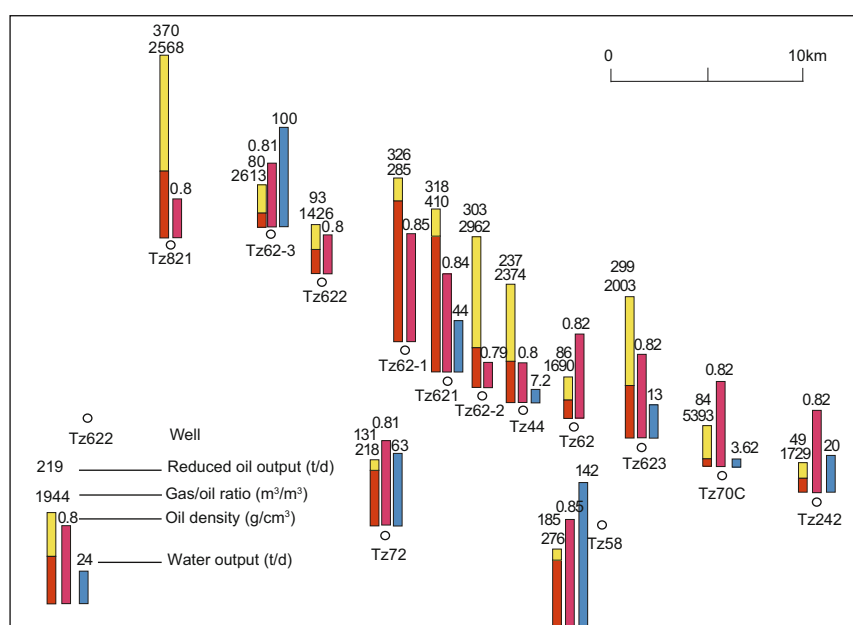 0 10km
370
2568
0.8
Tz821
100
0.81
80
2613
Tz62-3
93
1426
0.8
Tz622
326
285
0.85
Tz62-1
318
410
0.84
44
Tz621
303
2962
0.79
Tz62-2
237
2374
0.8
7.2
Tz44
0.82
86
1690
Tz62
299
2003
0.82
13
Tz623
0.82
84
5393
3.62
Tz70C
0.82
49
1729
20
Tz242
0.81
131
218
63
Tz72
142
0.85
185
276
Tz58
Tz622 Well
219 Reduced oil output (t/d)
1944 Gas/oil ratio (m³/m³)
0.8 Oil density (g/cm³)
24 Water output (t/d)